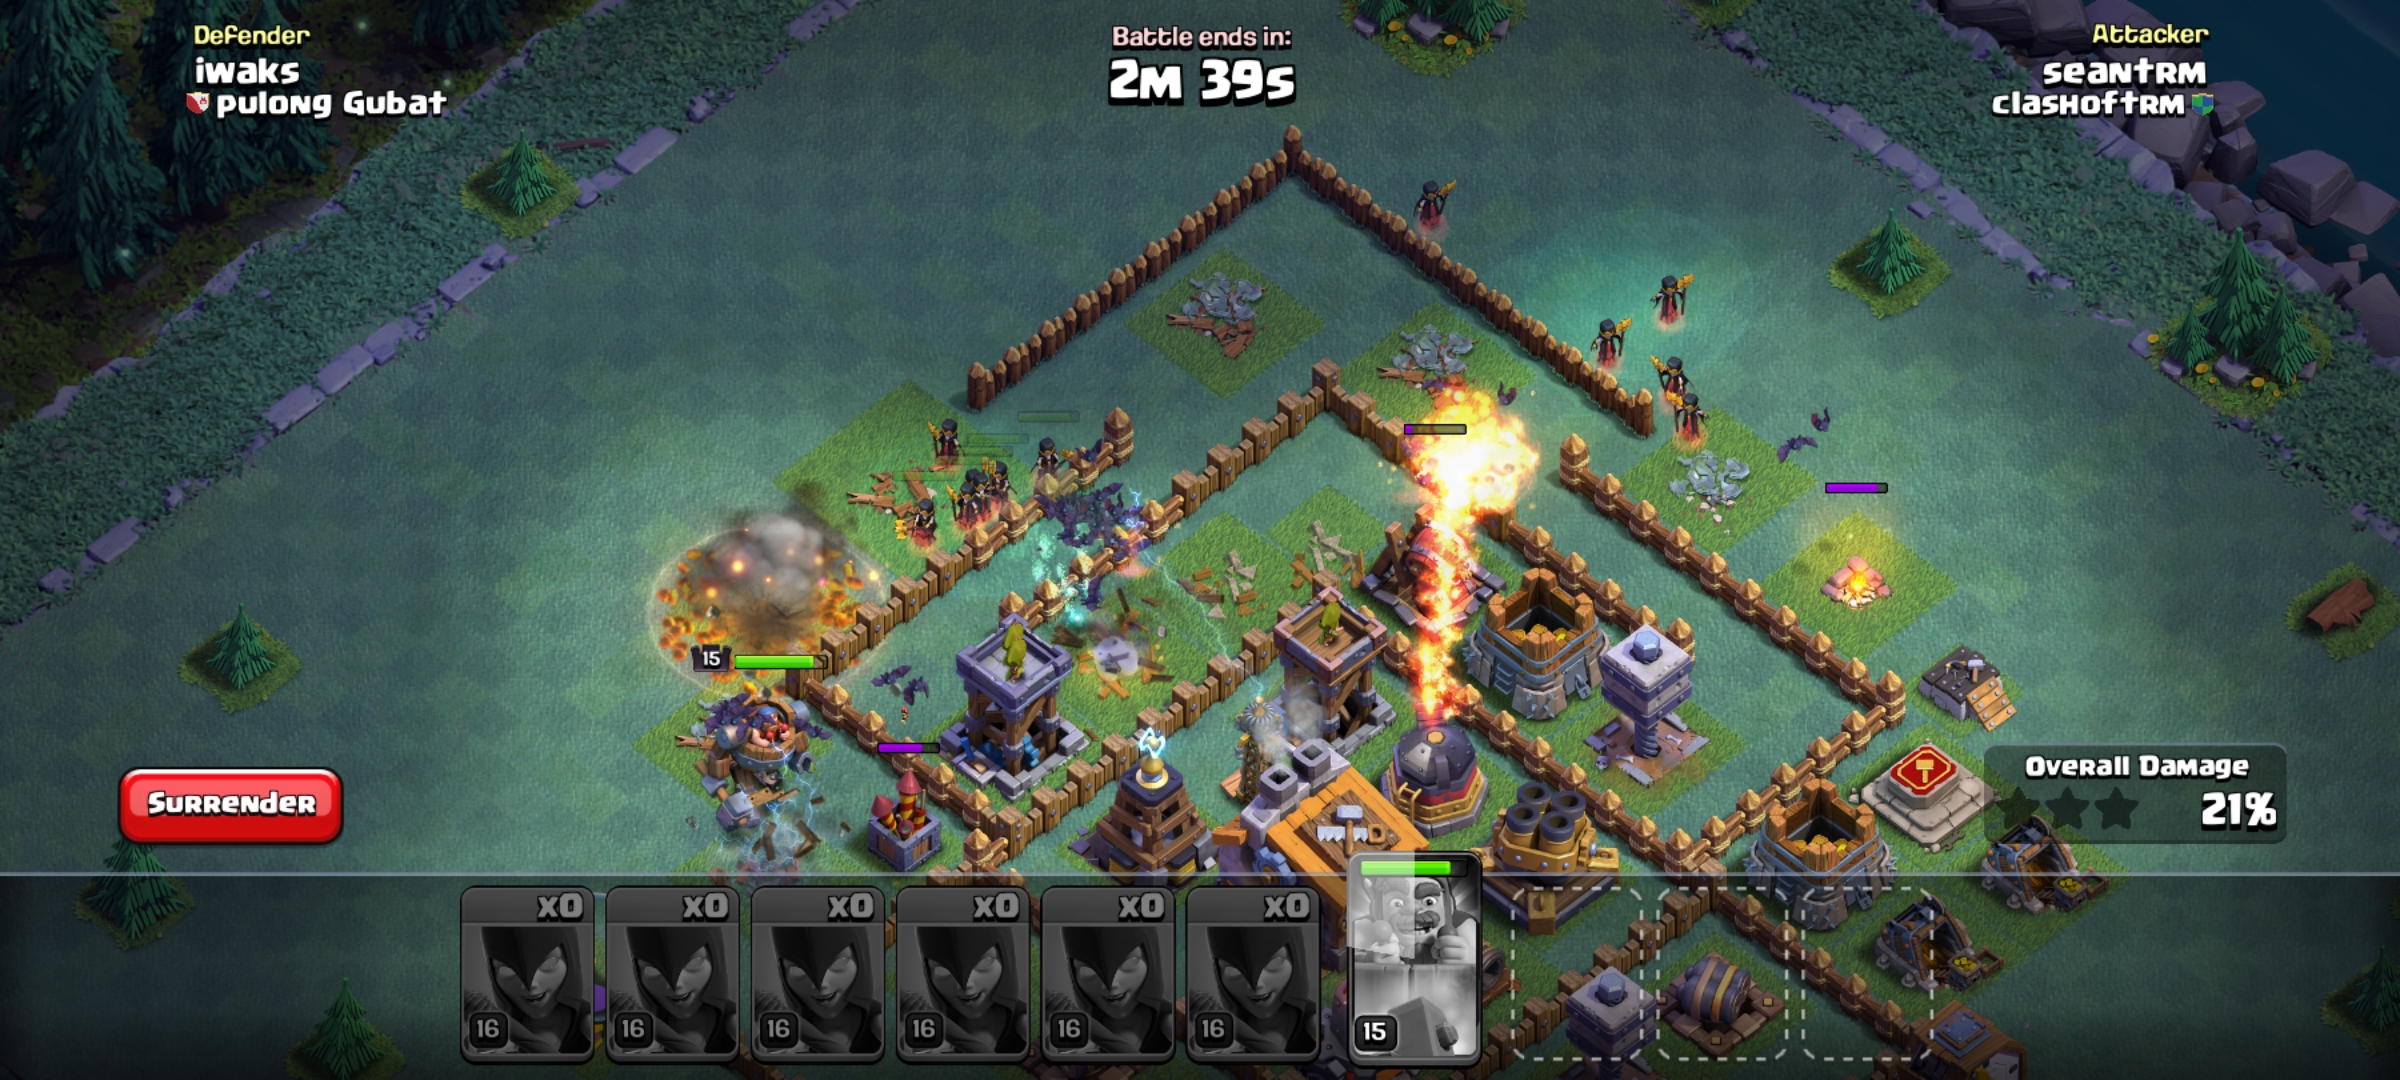 Defender
iwaks
pulong Gubat
Battle ends in:
2M 39s
Attacker
seantRM
clashoftRM
15
Surrender
Overall Damage
21%
x0
x0
x0
x0
x0
x0
16
16
16
16
16
16
15